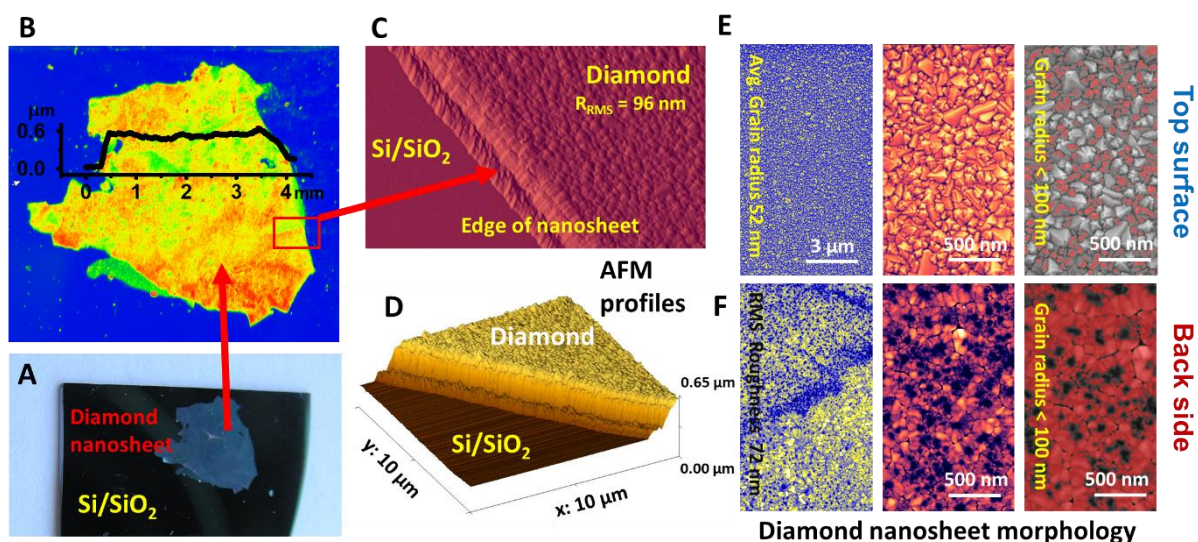 B
µm
0.6
0.0
0 1 2 3 4 mm
A
Diamond
nanosheet
Si/SiO2
C
Diamond
RRMS = 96 nm
Si/SiO2
Edge of nanosheet
AFM
profiles
D
Diamond
Si/SiO2
0.65 µm
0.00 µm
y: 10 µm
x: 10 µm
E
Avg. Grain radius 52 nm
3 µm
500 nm
Grain radius < 100 nm
500 nm
Top surface
F
RMS Roughness 72 nm
500 nm
Grain radius < 100 nm
500 nm
Back side
Diamond nanosheet morphology